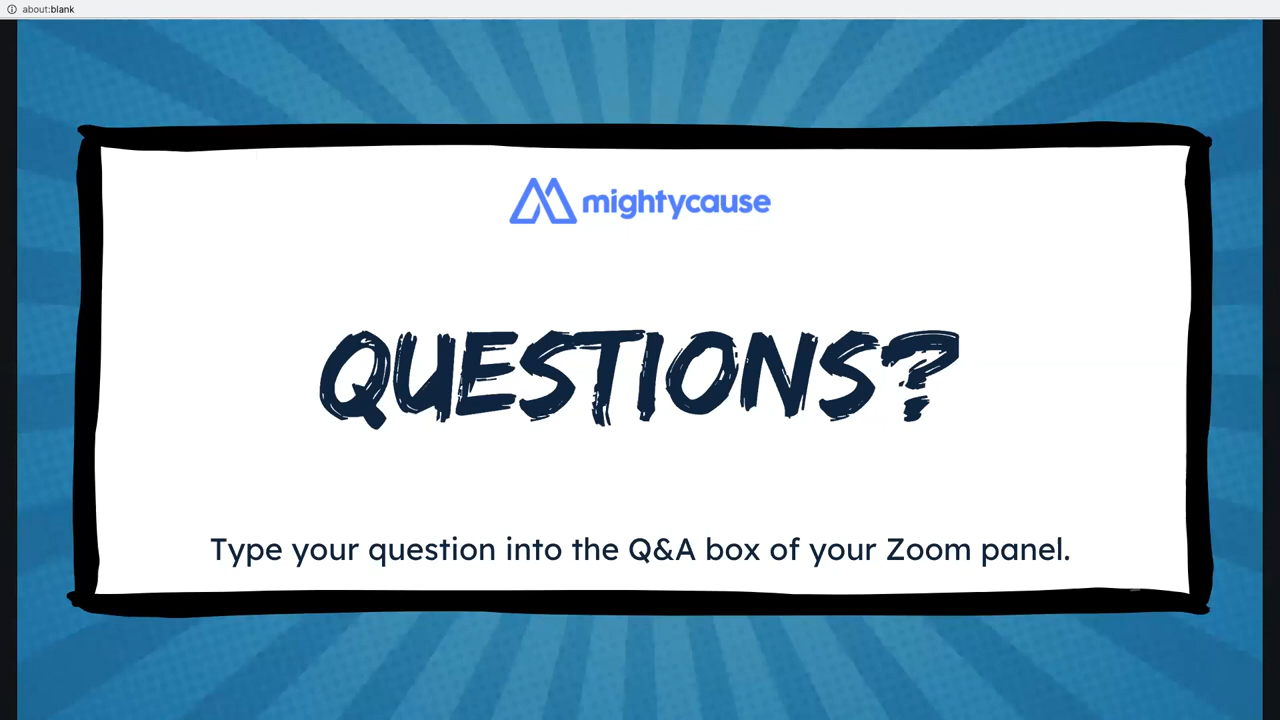 about:blank
mightycause
QUESTIONS?
Type your question into the Q&A box of your Zoom panel.